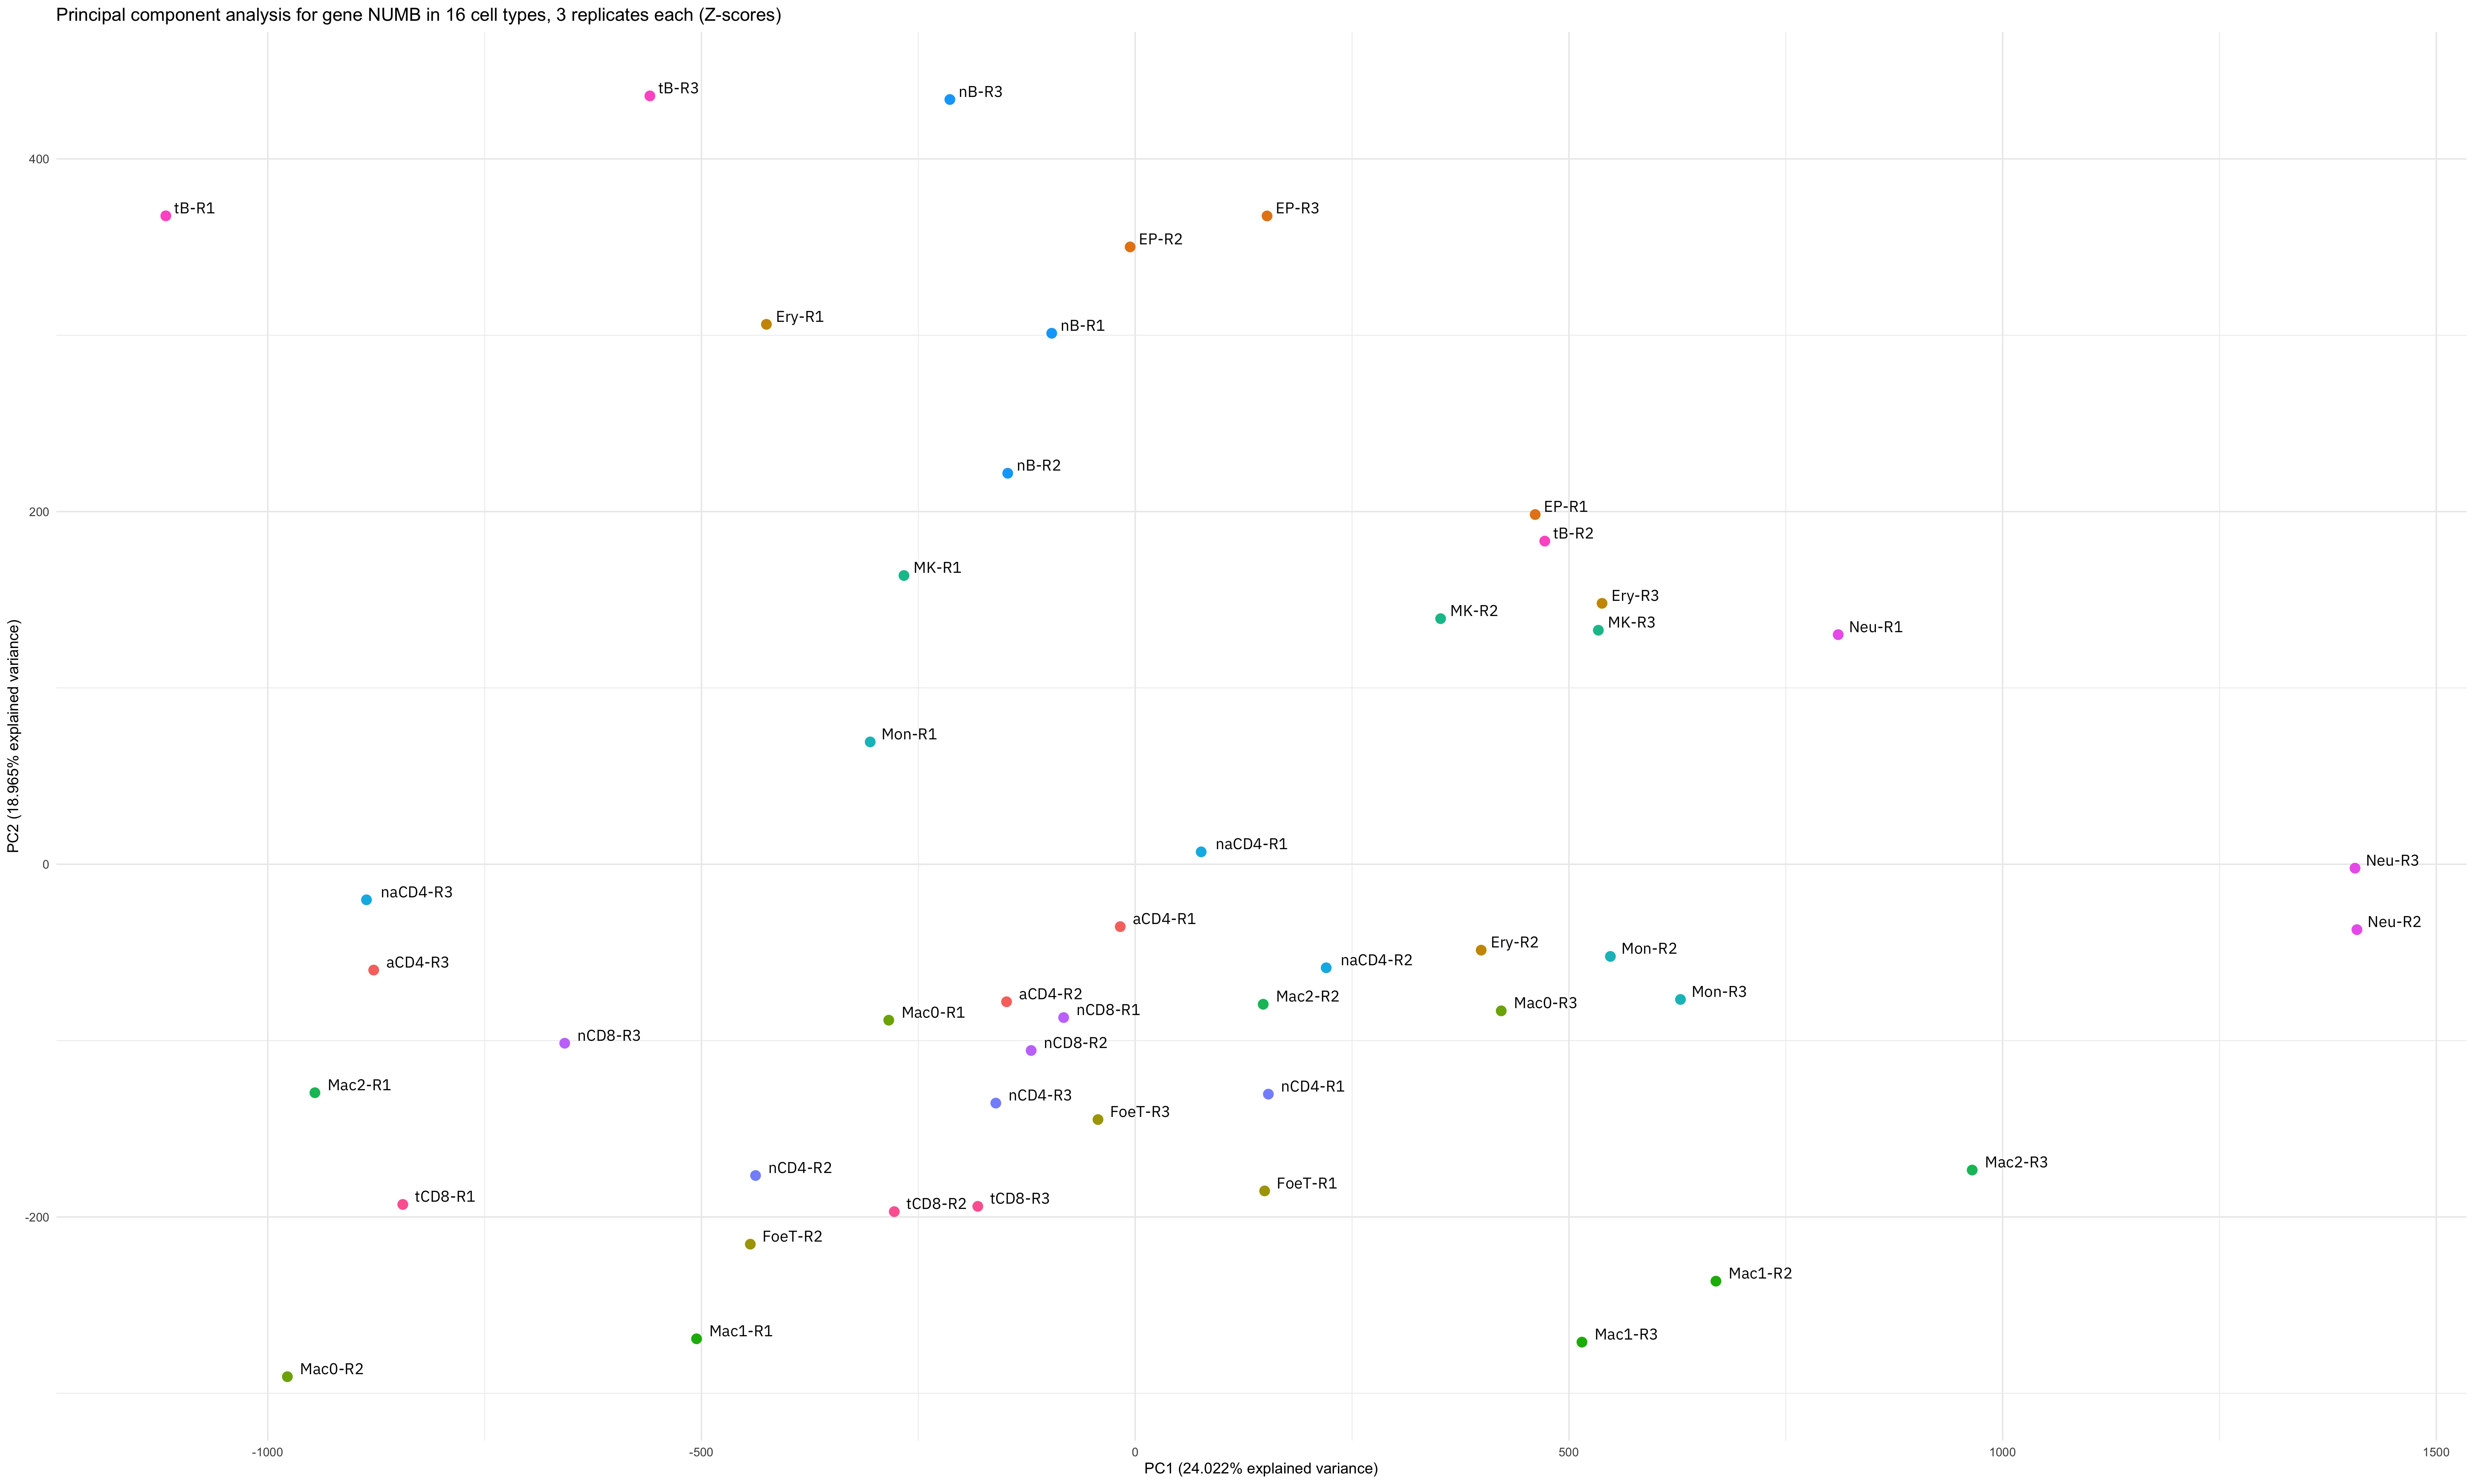 Principal component analysis for gene NUMB in 16 cell types, 3 replicates each (Z-scores)
tB-R3
nB-R3
400
tB-R1
EP-R3
EP-R2
Ery-R1
nB-R1
nB-R2
200
EP-R1
tB-R2
MK-R1
Ery-R3
MK-R2
MK-R3
Neu-R1
Mon-R1
PC2 (18.965% explained variance)
naCD4-R1
0
Neu-R3
naCD4-R3
aCD4-R1
Neu-R2
Ery-R2
Mon-R2
aCD4-R3
naCD4-R2
Mon-R3
aCD4-R2
Mac2-R2
Mac0-R3
Mac0-R1
nCD8-R1
nCD8-R3
nCD8-R2
Mac2-R1
nCD4-R1
nCD4-R3
FoeT-R3
Mac2-R3
nCD4-R2
FoeT-R1
tCD8-R1
tCD8-R3
tCD8-R2
-200
FoeT-R2
Mac1-R2
Mac1-R1
Mac1-R3
Mac0-R2
-1000
-500
0
500
1000
1500
PC1 (24.022% explained variance)